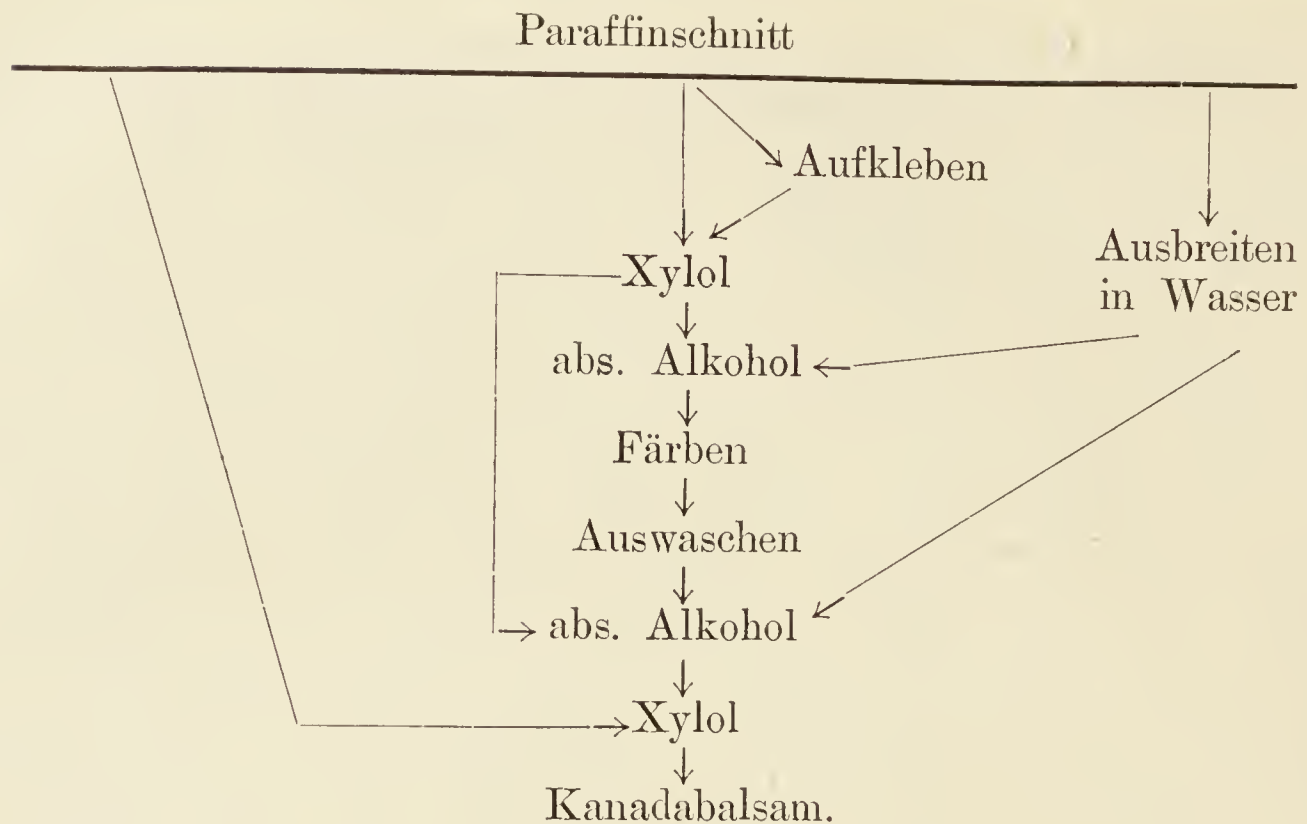 Paraffinschnitt
Aufkleben
Xylol
Ausbreiten
in Wasser
abs. Alkohol
Färben
Auswaschen
abs. Alkohol
Xylol
Kanadabalsam.